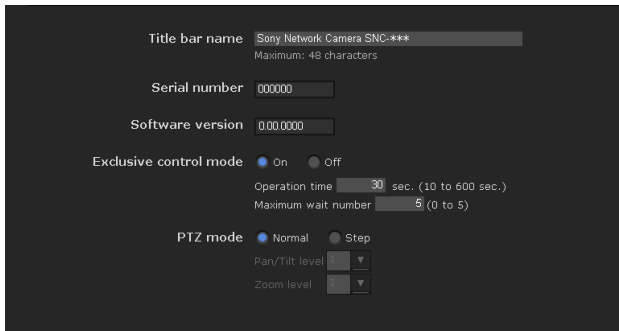 Title bar name Sony Network Camera SNC-***
Maximum: 48 characters
Serial number 000000
Software version 0.00.0000
Exclusive control mode On Off
Operation time 30 sec. (10 to 600 sec.)
Maximum wait number 5 (0 to 5)
PTZ mode Normal Step
Pan/Tilt level 1
Zoom level 1